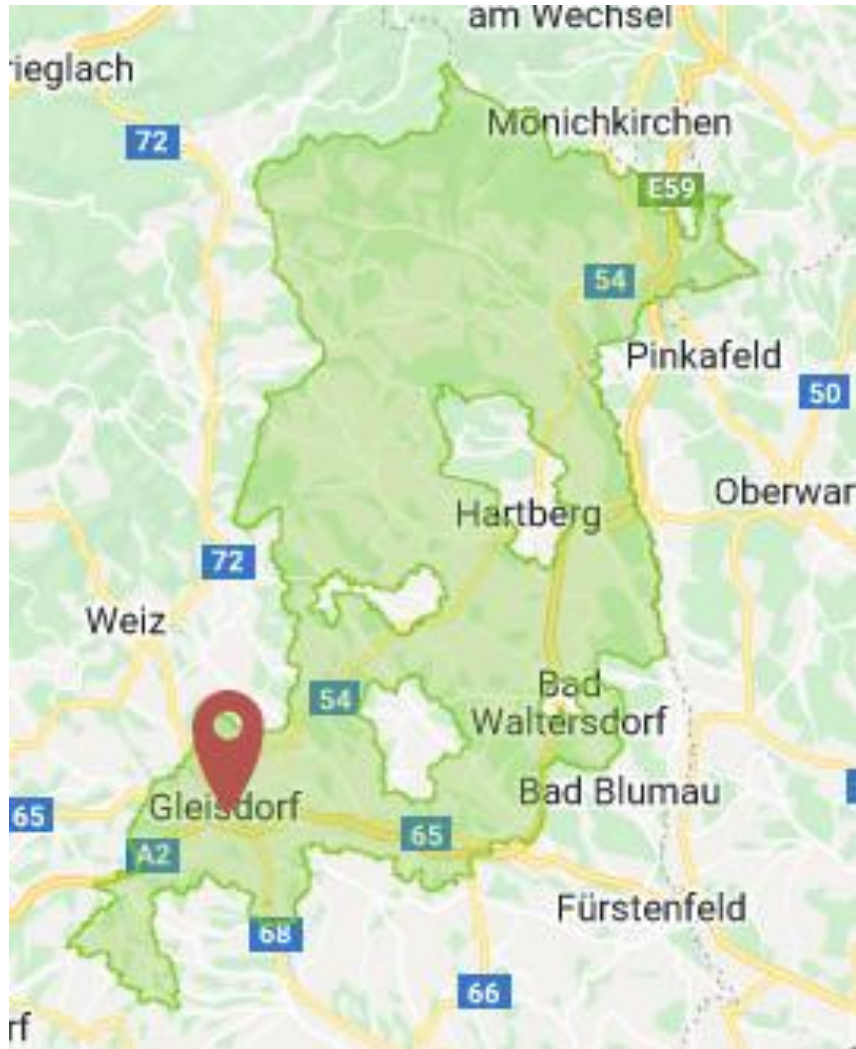 am Wechsel
rieglach
Mönichkirchen
72
E59
54
Pinkafeld
50
Oberwar
Hartberg
72
Weiz
54
Bad
Waltersdorf
Bad Blumau
Gleisdorf
65
65
A2
Fürstenfeld
68
66
rf